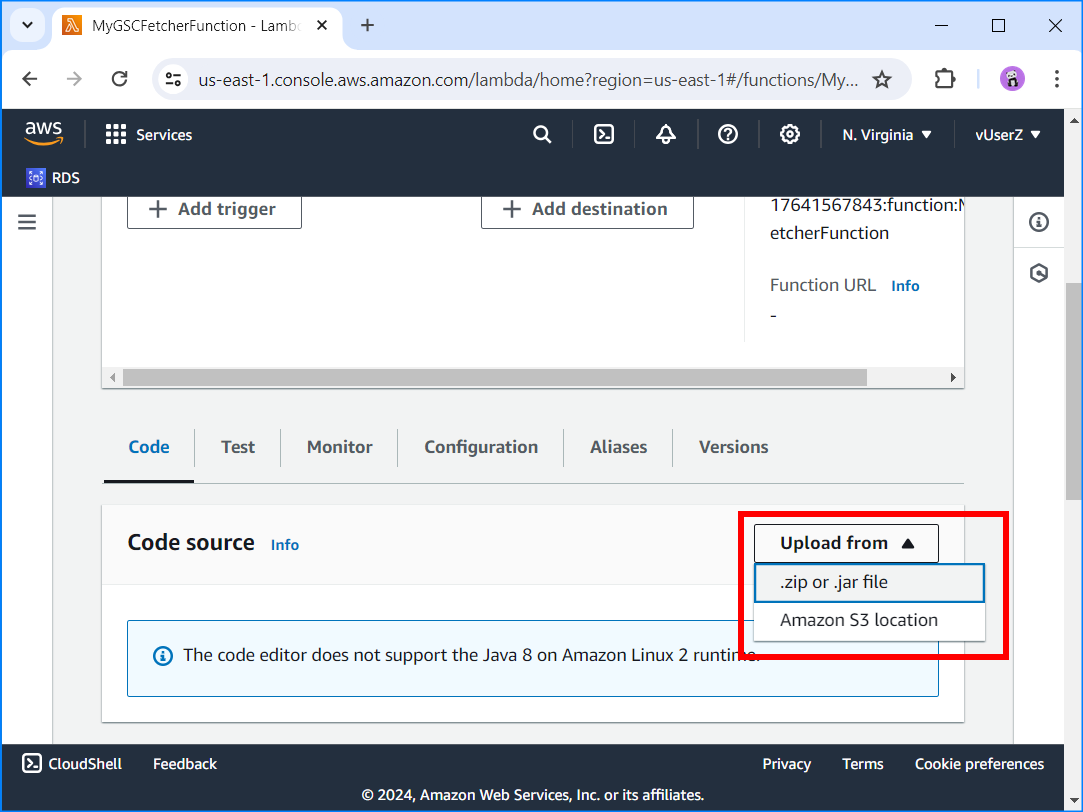 MyGSCFetcherFunction - Lambd
us-east-1.console.aws.amazon.com/lambda/home?region=us-east-1#/functions/My...
aws
Services
N. Virginia
vUserZ
RDS
Add trigger
Add destination
17641567843:function:M
etcherFunction
Function URL Info
-
Code
Test
Monitor
Configuration
Aliases
Versions
Code source Info
Upload from
.zip or .jar file
Amazon S3 location
The code editor does not support the Java 8 on Amazon Linux 2 runtime.
CloudShell
Feedback
Privacy
Terms
Cookie preferences
© 2024, Amazon Web Services, Inc. or its affiliates.